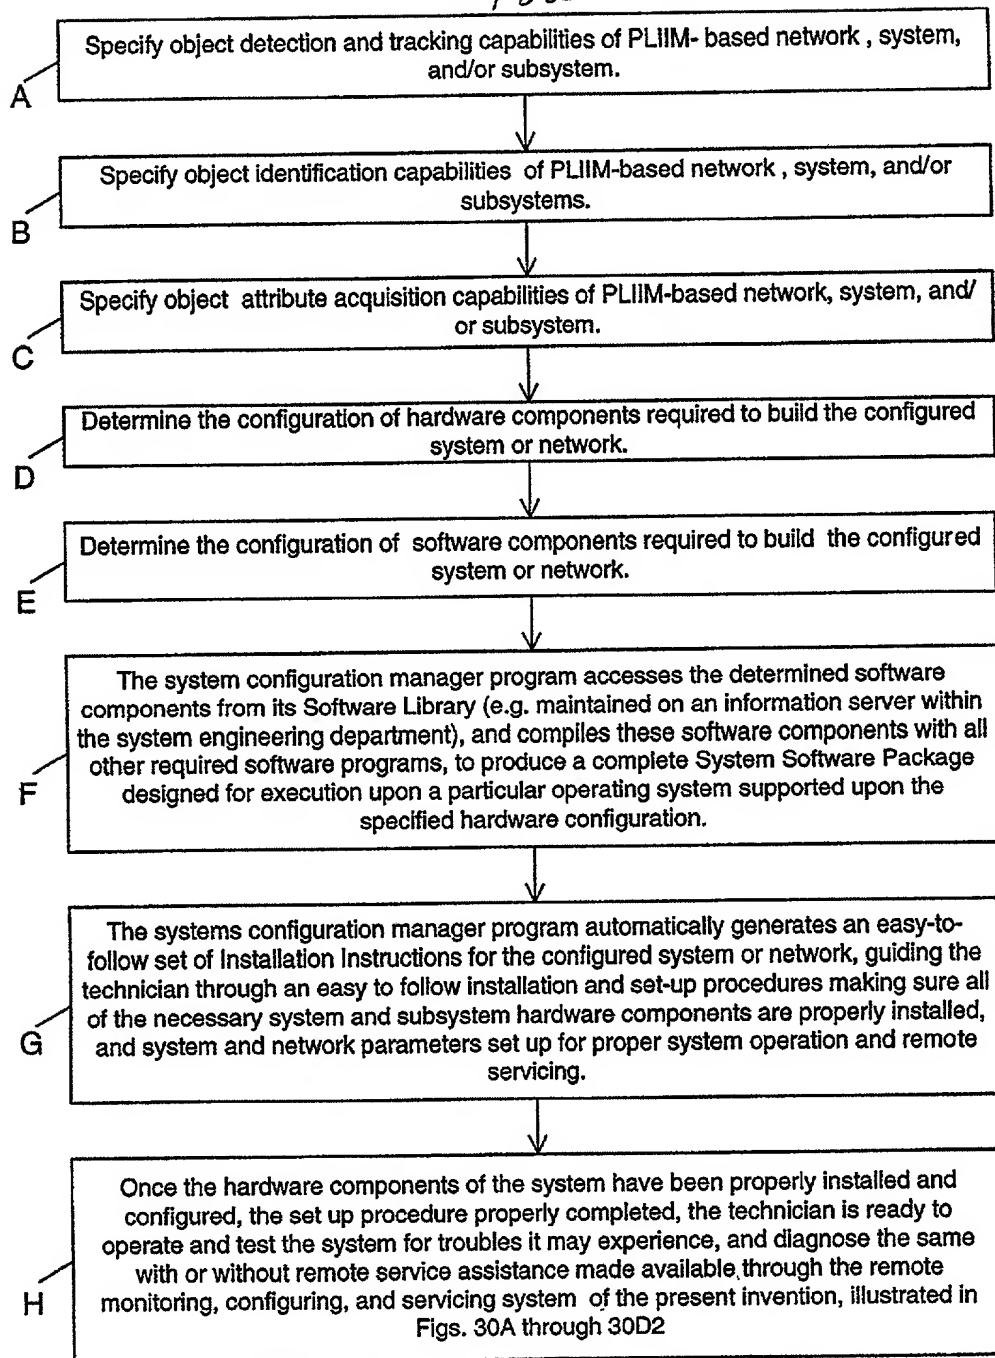 Specify object detection and tracking capabilities of PLIIM- based network , system,
and/or subsystem.
A
Specify object identification capabilities of PLIIM-based network , system, and/or
subsystems.
B
Specify object attribute acquisition capabilities of PLIIM-based network, system, and/
or subsystem.
C
Determine the configuration of hardware components required to build the configured
system or network.
D
Determine the configuration of software components required to build the configured
system or network.
E
The system configuration manager program accesses the determined software
components from its Software Library (e.g. maintained on an information server within
the system engineering department), and compiles these software components with all
other required software programs, to produce a complete System Software Package
designed for execution upon a particular operating system supported upon the
specified hardware configuration.
F
The systems configuration manager program automatically generates an easy-to-
follow set of Installation Instructions for the configured system or network, guiding the
technician through an easy to follow installation and set-up procedures making sure all
of the necessary system and subsystem hardware components are properly installed,
and system and network parameters set up for proper system operation and remote
servicing.
G
Once the hardware components of the system have been properly installed and
configured, the set up procedure properly completed, the technician is ready to
operate and test the system for troubles it may experience, and diagnose the same
with or without remote service assistance made available through the remote
monitoring, configuring, and servicing system of the present invention, illustrated in
Figs. 30A through 30D2
H